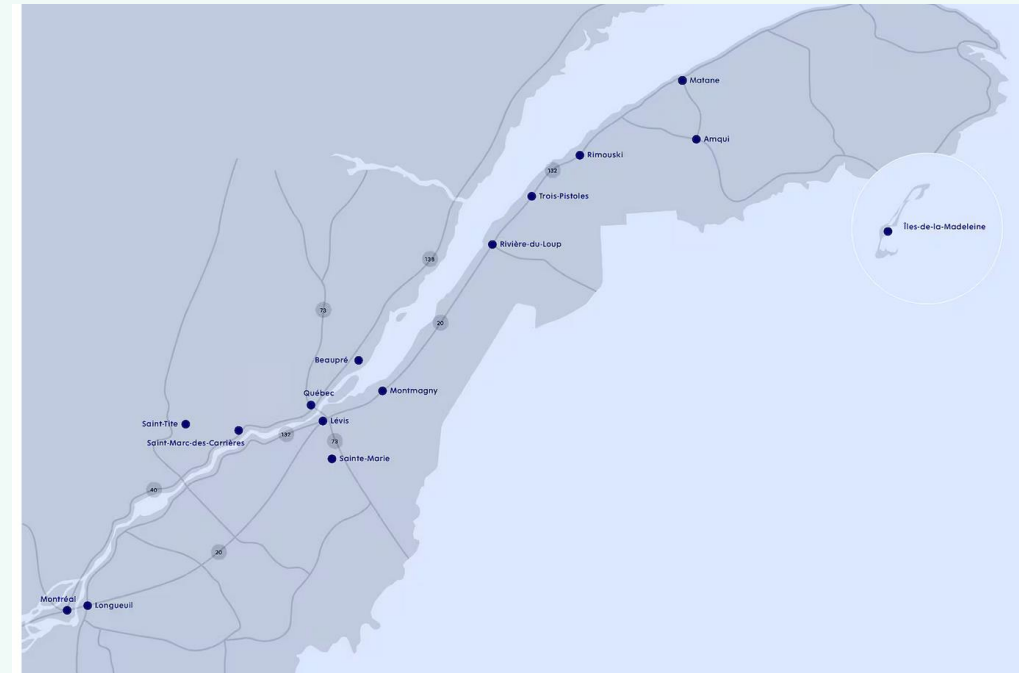 Matane
Amqui
Rimouski
132
Trois-Pistoles
Îles-de-la-Madeleine
Rivière-du-Loup
138
73
20
Beaupré
Montmagny
Québec
Lévis
Saint-Tite
132
73
Saint-Marc-des-Carrières
Sainte-Marie
40
20
Montréal
Longueuil